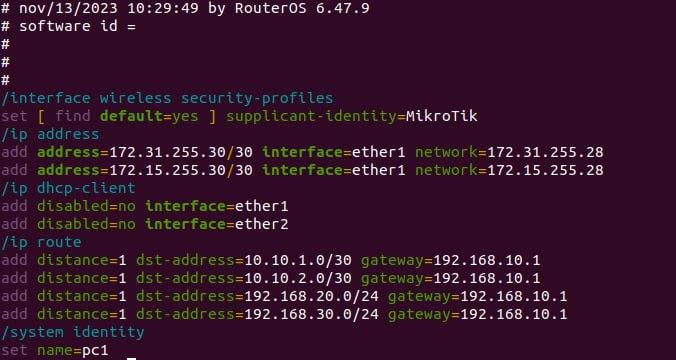 # nov/13/2023 10:29:49 by RouterOS 6.47.9
# software id =
#
#
#
/interface wireless security-profiles
set [ find default=yes ] supplicant-identity=MikroTik
/ip address
add address=172.31.255.30/30 interface=ether1 network=172.31.255.28
add address=172.15.255.30/30 interface=ether1 network=172.15.255.28
/ip dhcp-client
add disabled=no interface=ether1
add disabled=no interface=ether2
/ip route
add distance=1 dst-address=10.10.1.0/30 gateway=192.168.10.1
add distance=1 dst-address=10.10.2.0/30 gateway=192.168.10.1
add distance=1 dst-address=192.168.20.0/24 gateway=192.168.10.1
add distance=1 dst-address=192.168.30.0/24 gateway=192.168.10.1
/system identity
set name=pc1